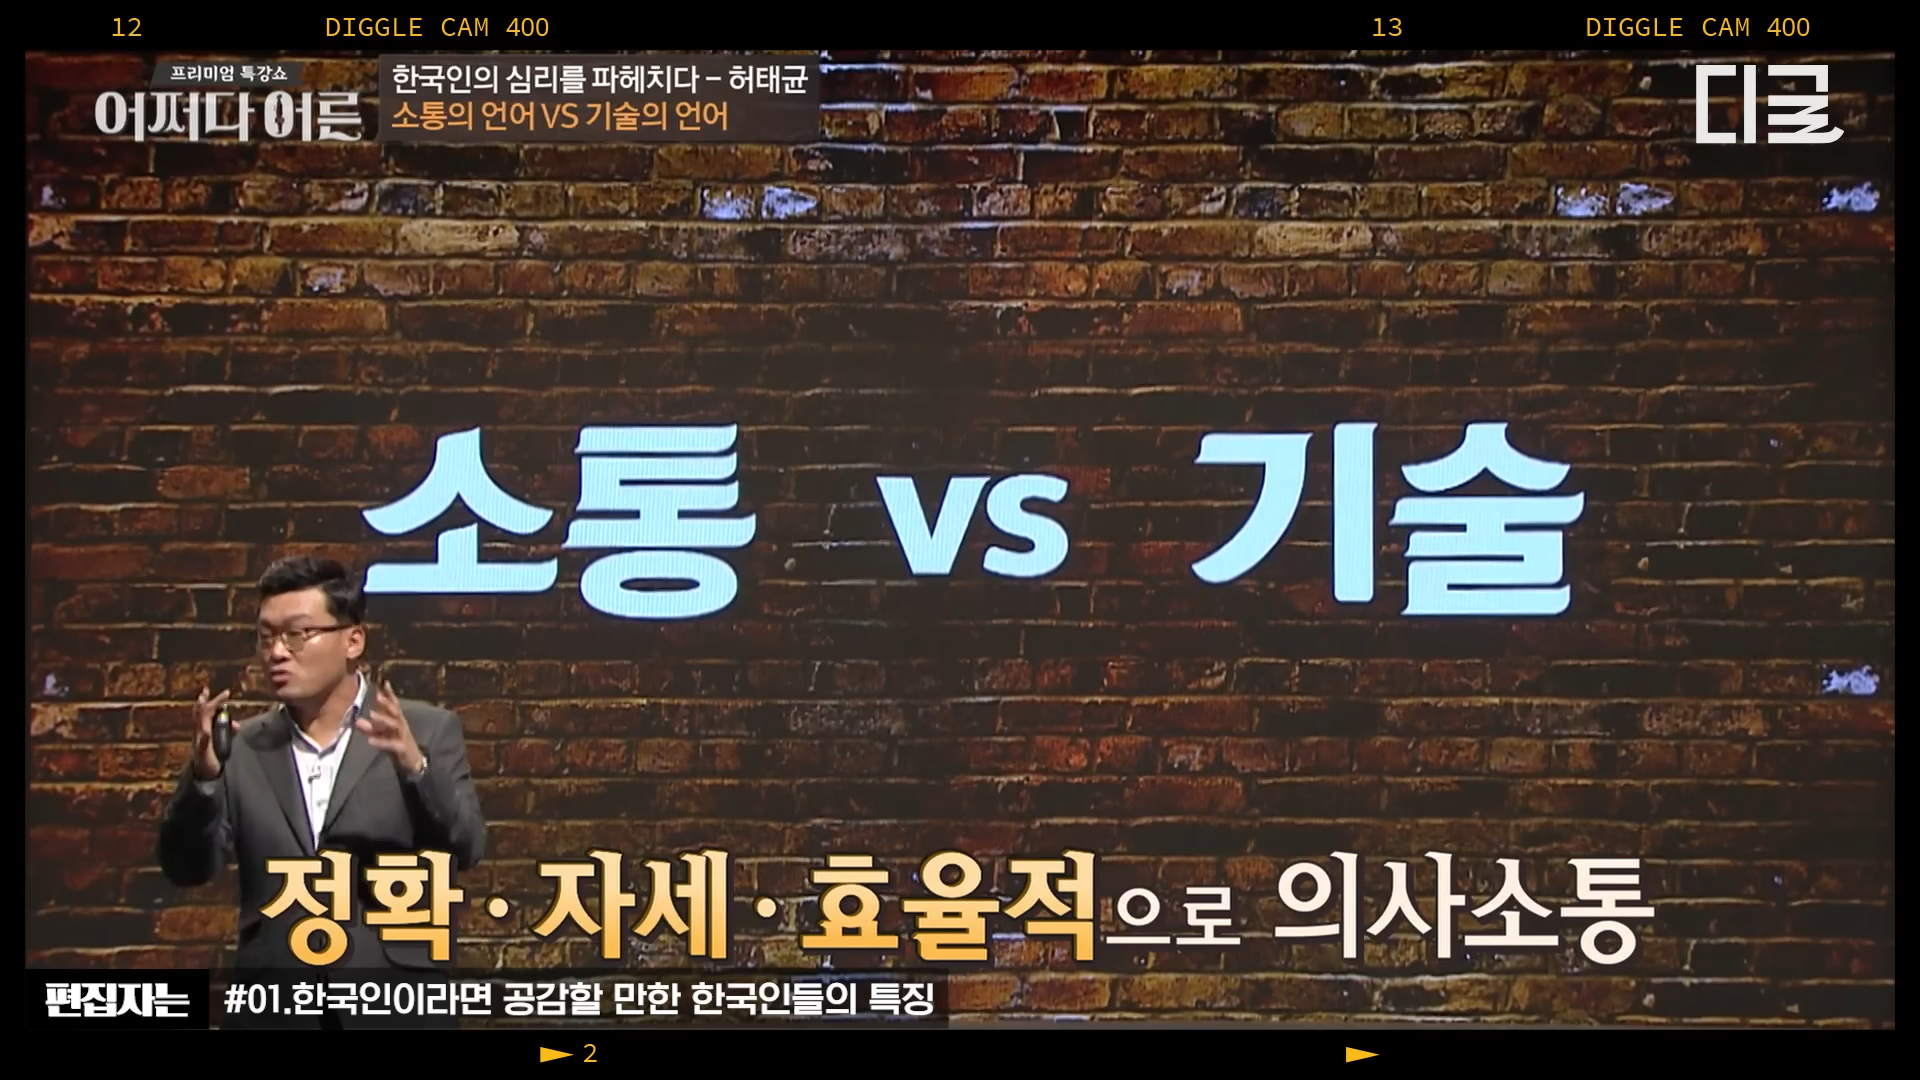 12 DIGGLE CAM 400 13 DIGGLE CAM 400
프리미엄 특강쇼
어쩌다 어른
한국인의 심리를 파헤치다 - 허태균
소통의 언어 VS 기술의 언어
디글
소통 vs 기술
정확·자세·효율적으로 의사소통
편집자는
#01.한국인이라면 공감할 만한 한국인들의 특징
2